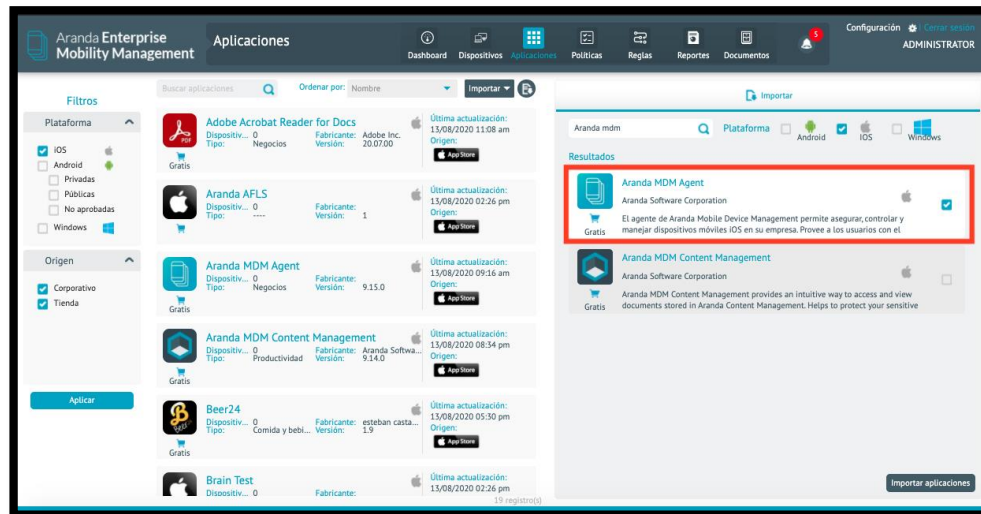 Aranda Enterprise
Mobility Management
Aplicaciones
Dashboard
Dispositivos
Aplicaciones
Políticas
Reglas
Reportes
Documentos
5
Configuración | Cerrar sesión
ADMINISTRATOR
Filtros
Plataforma
iOS
Android
Privadas
Públicas
No aprobadas
Windows
Origen
Corporativo
Tienda
Aplicar
Buscar aplicaciones
Ordenar por: Nombre
Importar
Adobe Acrobat Reader for Docs
Dispositiv... 0 Fabricante: Adobe Inc.
Tipo: Negocios Versión: 20.07.00
Gratis
Última actualización:
13/08/2020 11:08 am
Origen:
App Store
Aranda AFLS
Dispositiv... 0 Fabricante:
Tipo: ---- Versión: 1
Última actualización:
13/08/2020 02:26 pm
Origen:
App Store
Aranda MDM Agent
Dispositiv... 0 Fabricante:
Tipo: Negocios Versión: 9.15.0
Gratis
Última actualización:
13/08/2020 09:16 am
Origen:
App Store
Aranda MDM Content Management
Dispositiv... 0 Fabricante: Aranda Softwa...
Tipo: Productividad Versión: 9.14.0
Gratis
Última actualización:
13/08/2020 08:34 pm
Origen:
App Store
Beer24
Dispositiv... 0 Fabricante: esteban casta...
Tipo: Comida y bebi... Versión: 1.9
Gratis
Última actualización:
13/08/2020 05:30 pm
Origen:
App Store
Brain Test
Dispositiv... 0 Fabricante:
Última actualización:
13/08/2020 02:26 pm
19 registro(s)
Importar
Aranda mdm
Plataforma
Android
iOS
Windows
Resultados
Aranda MDM Agent
Aranda Software Corporation
El agente de Aranda Mobile Device Management permite asegurar, controlar y
manejar dispositivos móviles iOS en su empresa. Provee a los usuarios con el
Gratis
Aranda MDM Content Management
Aranda Software Corporation
Aranda MDM Content Management provides an intuitive way to access and view
documents stored in Aranda Content Management. Helps to protect your sensitive
Gratis
Importar aplicaciones